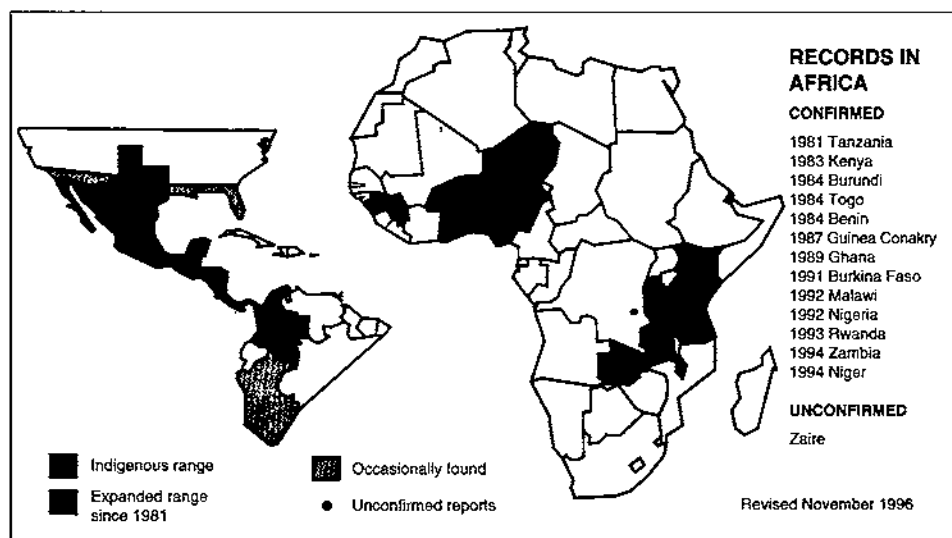 RECORDS IN
AFRICA
CONFIRMED
1981 Tanzania
1983 Kenya
1984 Burundi
1984 Togo
1984 Benin
1987 Guinea Conakry
1989 Ghana
1991 Burkina Faso
1992 Malawi
1992 Nigeria
1993 Rwanda
1994 Zambia
1994 Niger
UNCONFIRMED
Zaire
Indigenous range
Expanded range
since 1981
Occasionally found
Unconfirmed reports
Revised November 1996